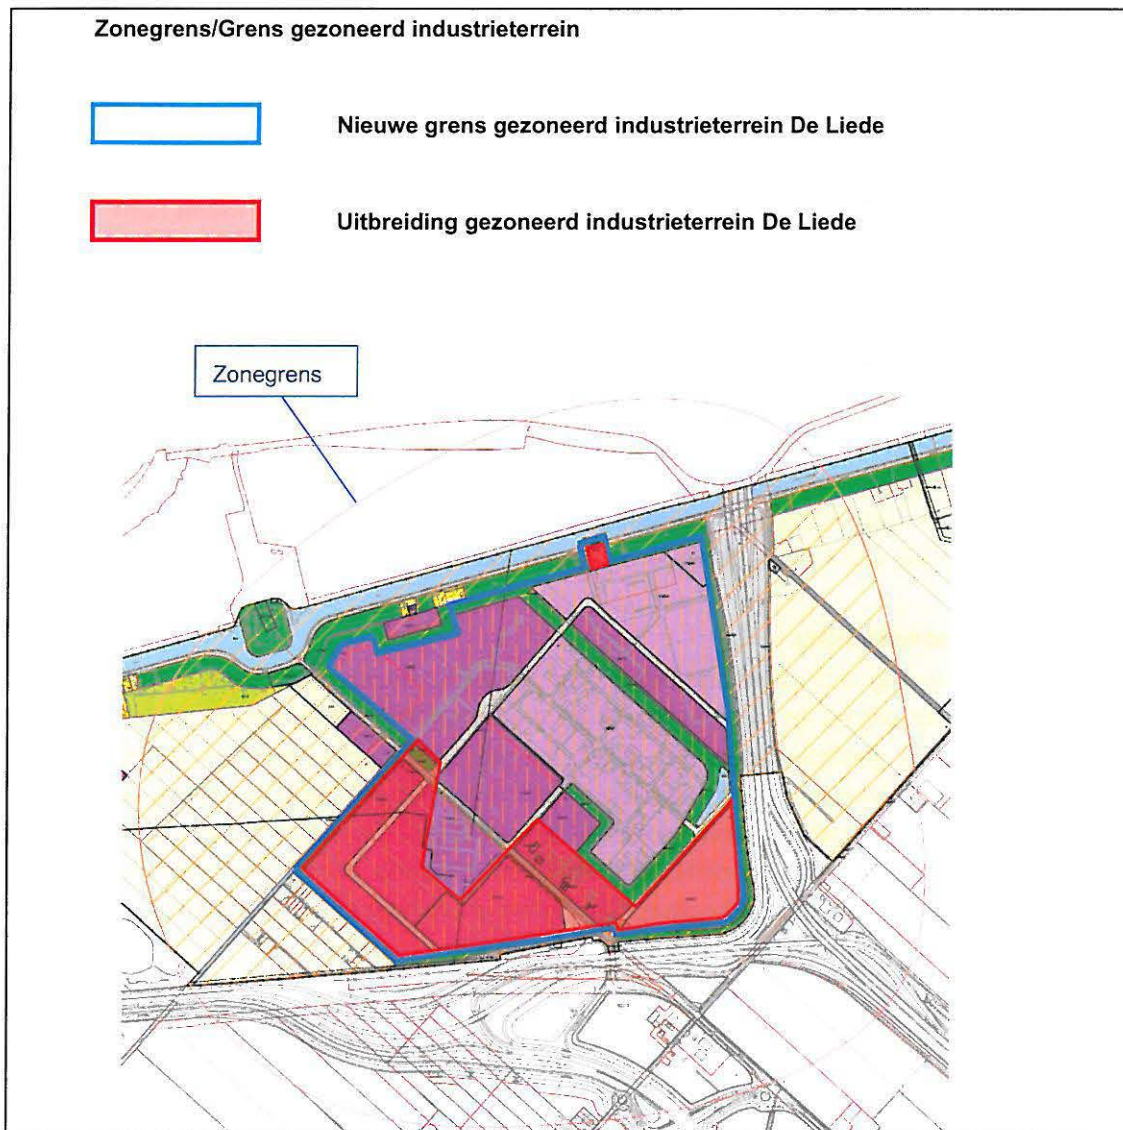 Zonegrens/Grens gezoneerd industrieterrein
Nieuwe grens gezoneerd industrieterrein De Liede
Uitbreiding gezoneerd industrieterrein De Liede
Zonegrens